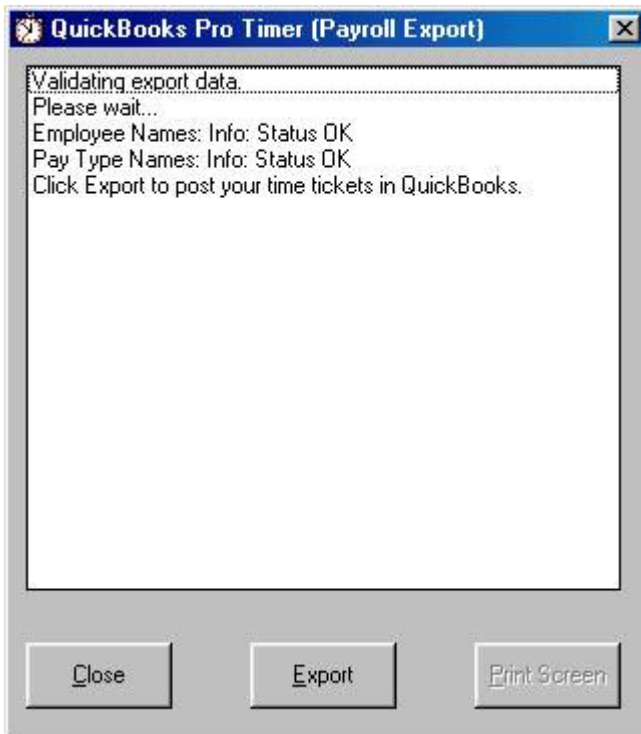 QuickBooks Pro Timer (Payroll Export)
Validating export data.
Please wait...
Employee Names: Info: Status OK
Pay Type Names: Info: Status OK
Click Export to post your time tickets in QuickBooks.
Close
Export
Print Screen